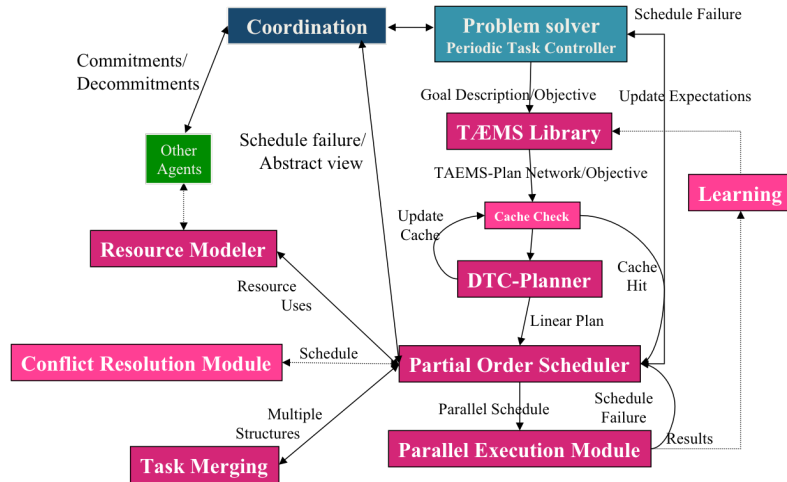 Coordination
Problem solver
Periodic Task Controller
Schedule Failure
Commitments/
Decommitments
Goal Description/Objective
Update Expectations
TÆMS Library
Other
Agents
Schedule failure/
Abstract view
TAEMS-Plan Network/Objective
Learning
Update
Cache
Cache Check
Resource Modeler
DTC-Planner
Cache
Hit
Resource
Uses
Linear Plan
Conflict Resolution Module
Schedule
Partial Order Scheduler
Multiple
Structures
Parallel Schedule
Schedule
Failure
Task Merging
Parallel Execution Module
Results